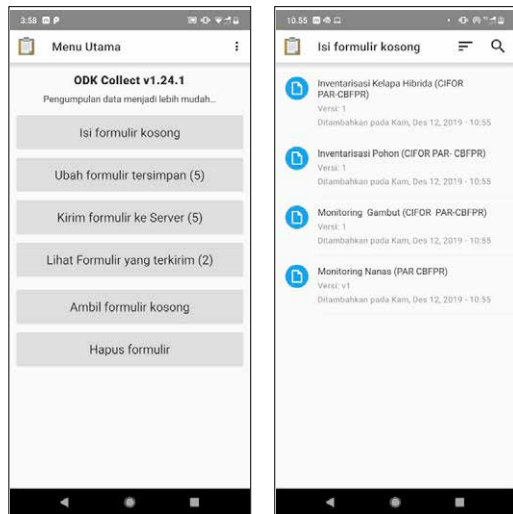 3:58
Menu Utama
ODK Collect v1.24.1
Pengumpulan data menjadi lebih mudah...
Isi formulir kosong
Ubah formulir tersimpan (5)
Kirim formulir ke Server (5)
Lihat Formulir yang terkirim (2)
Ambil formulir kosong
Hapus formulir
10.55
Isi formulir kosong
Inventarisasi Kelapa Hibrida (CIFOR
PAR-CBFPR)
Versi: 1
Ditambahkan pada Kam, Des 12, 2019 - 10:55
Inventarisasi Pohon (CIFOR PAR- CBFPR)
Versi: 1
Ditambahkan pada Kam, Des 12, 2019 - 10:55
Monitoring Gambut (CIFOR PAR-CBFPR)
Versi: 1
Ditambahkan pada Kam, Des 12, 2019 - 10:55
Monitoring Nanas (PAR CBFPR)
Versi: v1
Ditambahkan pada Kam, Des 12, 2019 - 10:55